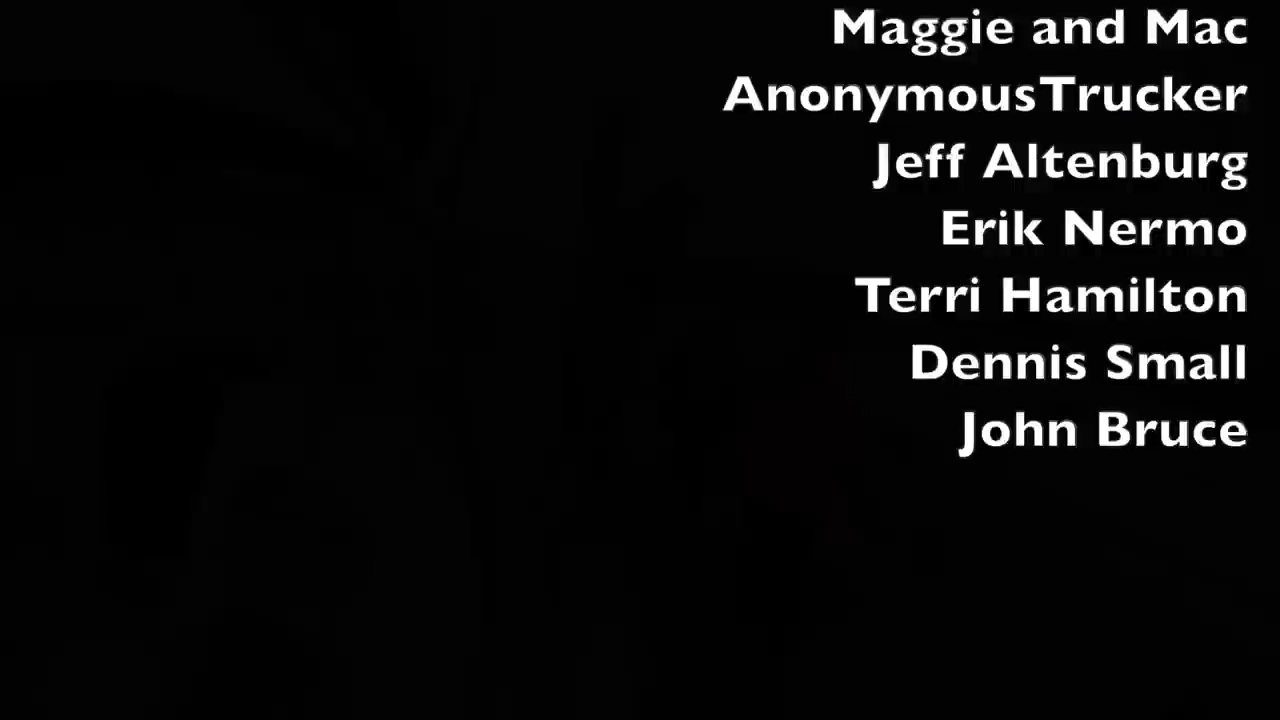 Maggie and Mac
AnonymousTrucker
Jeff Altenburg
Erik Nermo
Terri Hamilton
Dennis Small
John Bruce